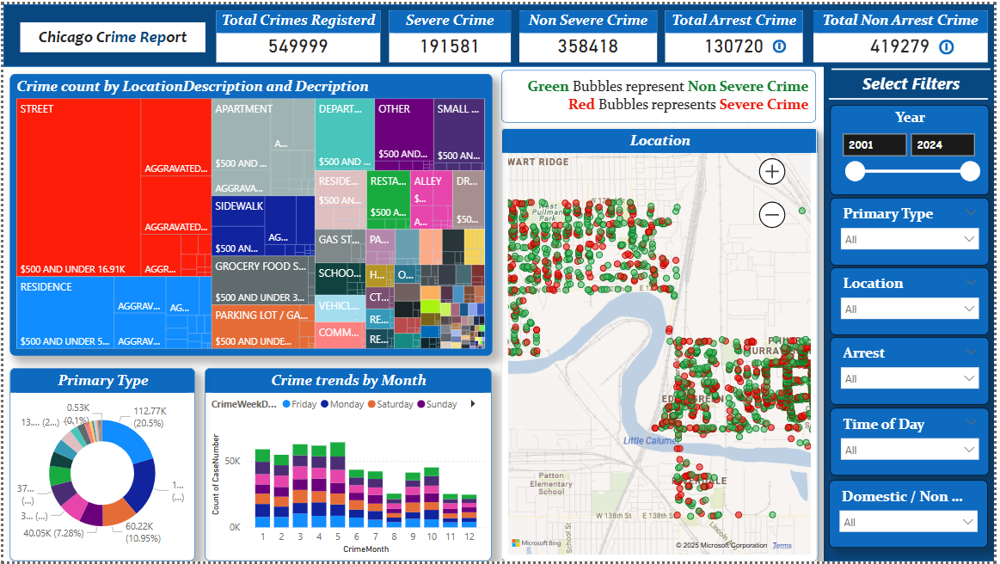 Chicago Crime Report
Total Crimes Registerd
549999
Severe Crime
191581
Non Severe Crime
358418
Total Arrest Crime
130720
Total Non Arrest Crime
419279
Crime count by LocationDescription and Decription
STREET
AGGRAVATED...
AGGRAVATED...
AGGR...
$500 AND UNDER 16.91K
RESIDENCE
AGGRAV...
AG...
$500 AND UNDER 5...
AGGRAV...
APARTMENT
A...
$500 AND ...
AGGRAVA...
SIDEWALK
AG...
$500 AN...
GROCERY FOOD S...
$500 AND UNDER 3...
PARKING LOT / GA...
$500 AND UNDE...
DEPART...
$500 AND ...
OTHER
$500 AND...
SMALL ...
$500 AN...
RESIDE...
$500 AN...
RESTA...
$500 A...
ALLEY
$...
A...
DR...
$50...
GAS ST...
PA...
SCHOO...
H...
O...
VEHICL...
CT...
COMM...
RE...
RE...
Primary Type
0.53K
(0.1%)
13.... (2...)
112.77K
(20.5%)
1...
(...)
37...
(...)
3... (...)
60.22K
(10.95%)
40.05K (7.28%)
Crime trends by Month
CrimeWeekD... Friday Monday Saturday Sunday
Count of CaseNumber
50K
0K
1 2 3 4 5 6 7 8 9 10 11 12
CrimeMonth
Green Bubbles represent Non Severe Crime
Red Bubbles represents Severe Crime
Location
WART RIDGE
West
Pullman
Park
Little Calumet
Patton
Elementary
School
W 138th St
E 138th S
School St
Microsoft Bing
© 2025 Microsoft Corporation Terms
Select Filters
Year
2001
2024
Primary Type
All
Location
All
Arrest
All
Time of Day
All
Domestic / Non ...
All